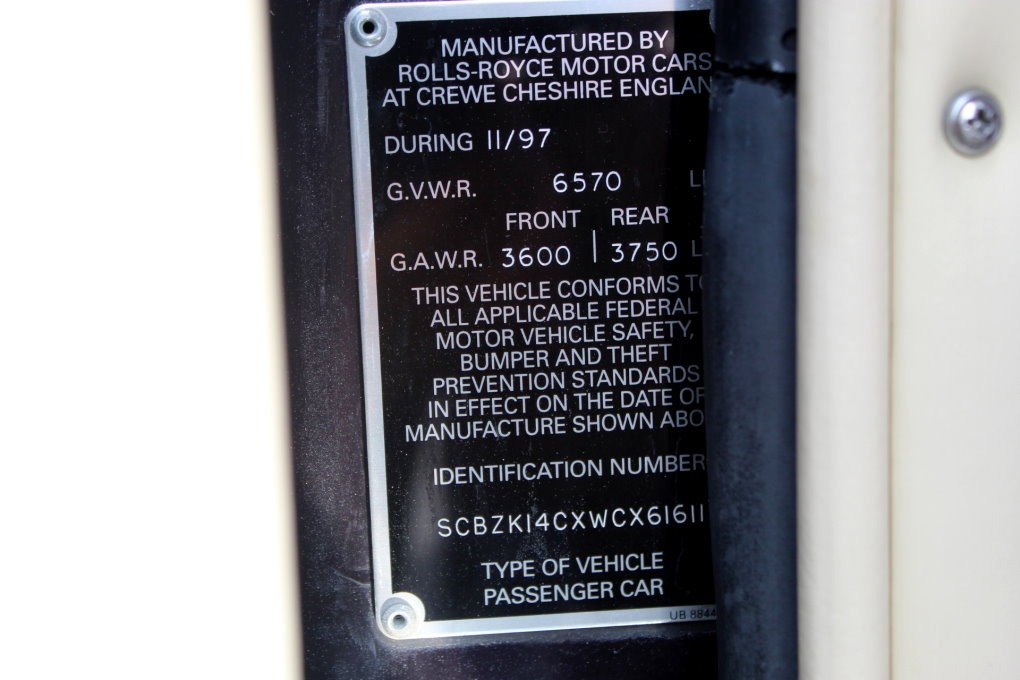 MANUFACTURED BY
ROLLS-ROYCE MOTOR CARS
AT CREWE CHESHIRE ENGLAN
DURING 11/97
G.V.W.R. 6570 L
FRONT REAR
G.A.W.R. 3600 | 3750 L
THIS VEHICLE CONFORMS TO
ALL APPLICABLE FEDERAL
MOTOR VEHICLE SAFETY,
BUMPER AND THEFT
PREVENTION STANDARDS
IN EFFECT ON THE DATE OF
MANUFACTURE SHOWN ABO
IDENTIFICATION NUMBER
SCBZK14CXWCX61611
TYPE OF VEHICLE
PASSENGER CAR
UB 8844